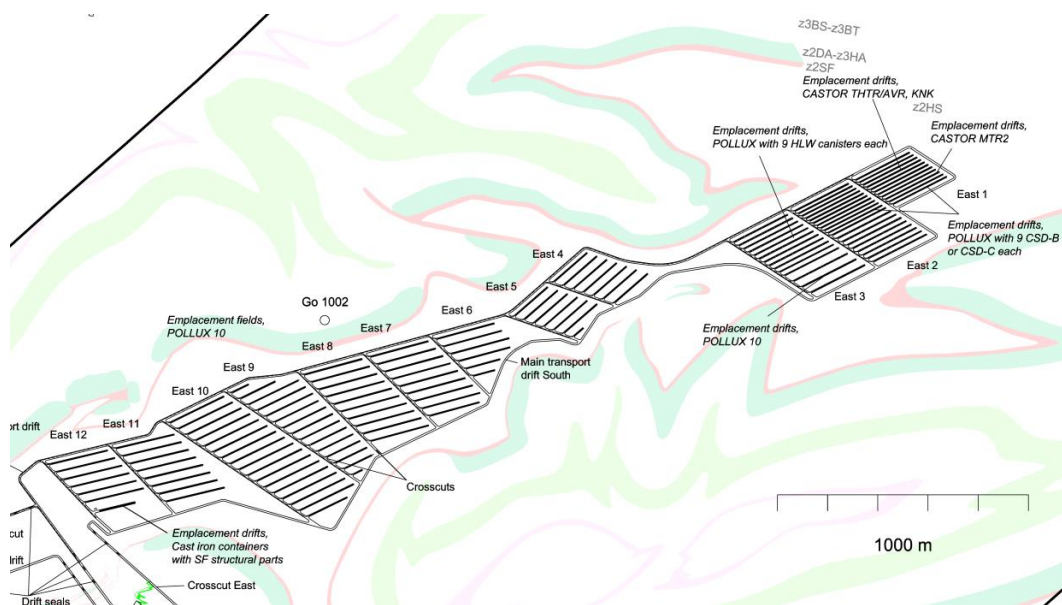 z3BS-z3BT
z2DA-z3HA
z2SF
Emplacement drifts,
CASTOR THTR/AVR, KNK
z2HS
Emplacement drifts,
POLLUX with 9 HLW canisters each
Emplacement drifts,
CASTOR MTR2
East 1
Emplacement drifts,
POLLUX with 9 CSD-B
or CSD-C each
East 2
East 3
East 4
East 5
Go 1002
East 6
Emplacement fields,
POLLUX 10
East 7
Emplacement drifts,
POLLUX 10
East 8
Main transport
drift South
East 9
East 10
East 11
ort drift
East 12
Crosscuts
Emplacement drifts,
Cast iron containers
with SF structural parts
1000 m
cut
drift
Crosscut East
Drift seals